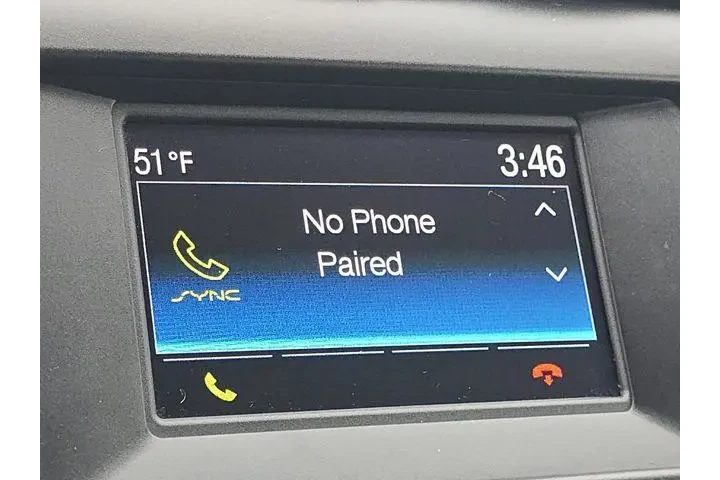 51°F
3:46
No Phone
Paired
SYNC